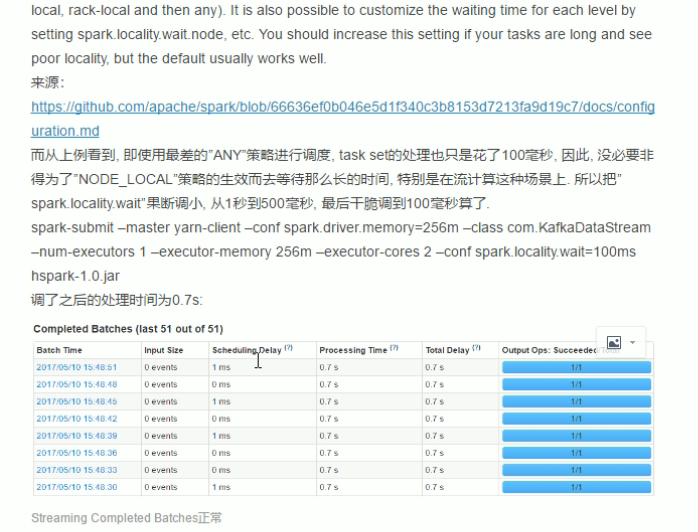 local, rack-local and then any). It is also possible to customize the waiting time for each level by
setting spark.locality.wait.node, etc. You should increase this setting if your tasks are long and see
poor locality, but the default usually works well.
来源:
https://github.com/apache/spark/blob/66636ef0b046e5d1f340c3b8153d7213fa9d19c7/docs/config
uration.md
而从上例看到, 即使用最差的”ANY”策略进行调度, task set的处理也只是花了100毫秒, 因此, 没必要非
得为了”NODE_LOCAL”策略的生效而去等待那么长的时间, 特别是在流计算这种场景上. 所以把”
spark.locality.wait”果断调小, 从1秒到500毫秒, 最后干脆调到100毫秒算了.
spark-submit –master yarn-client –conf spark.driver.memory=256m –class com.KafkaDataStream
–num-executors 1 –executor-memory 256m –executor-cores 2 –conf spark.locality.wait=100ms
hspark-1.0.jar
调了之后的处理时间为0.7s:
Completed Batches (last 51 out of 51)
Batch Time Input Size Scheduling Delay (?) Processing Time (?) Total Delay (?) Output Ops: Succeeded
2017/05/10 15:48:51 0 events 1 ms 0.7 s 0.7 s 1/1
2017/05/10 15:48:48 0 events 0 ms 0.7 s 0.7 s 1/1
2017/05/10 15:48:45 0 events 1 ms 0.7 s 0.7 s 1/1
2017/05/10 15:48:42 0 events 0 ms 0.7 s 0.7 s 1/1
2017/05/10 15:48:39 0 events 1 ms 0.7 s 0.7 s 1/1
2017/05/10 15:48:36 0 events 0 ms 0.7 s 0.7 s 1/1
2017/05/10 15:48:33 0 events 0 ms 0.7 s 0.7 s 1/1
2017/05/10 15:48:30 0 events 1 ms 0.7 s 0.7 s 1/1
Streaming Completed Batches正常